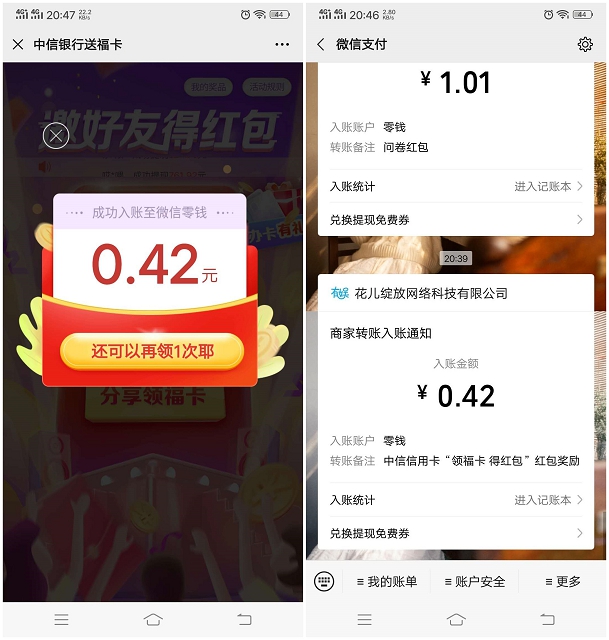 20:47 22.2 KB/s
84
中信银行送福卡
我的奖品
活动规则
邀好友得红包
办卡有
成功入账至微信零钱
0.42元
还可以再领1次耶
分享领福卡
20:46 2.80 KB/s
84
微信支付
¥ 1.01
入账账户 零钱
转账备注 问卷红包
入账统计 进入记账本
兑换提现免费券
20:39
花儿绽放网络科技有限公司
商家转账入账通知
入账金额
¥ 0.42
入账账户 零钱
转账备注 中信信用卡“领福卡 得红包”红包奖励
入账统计 进入记账本
兑换提现免费券
我的账单
账户安全
更多